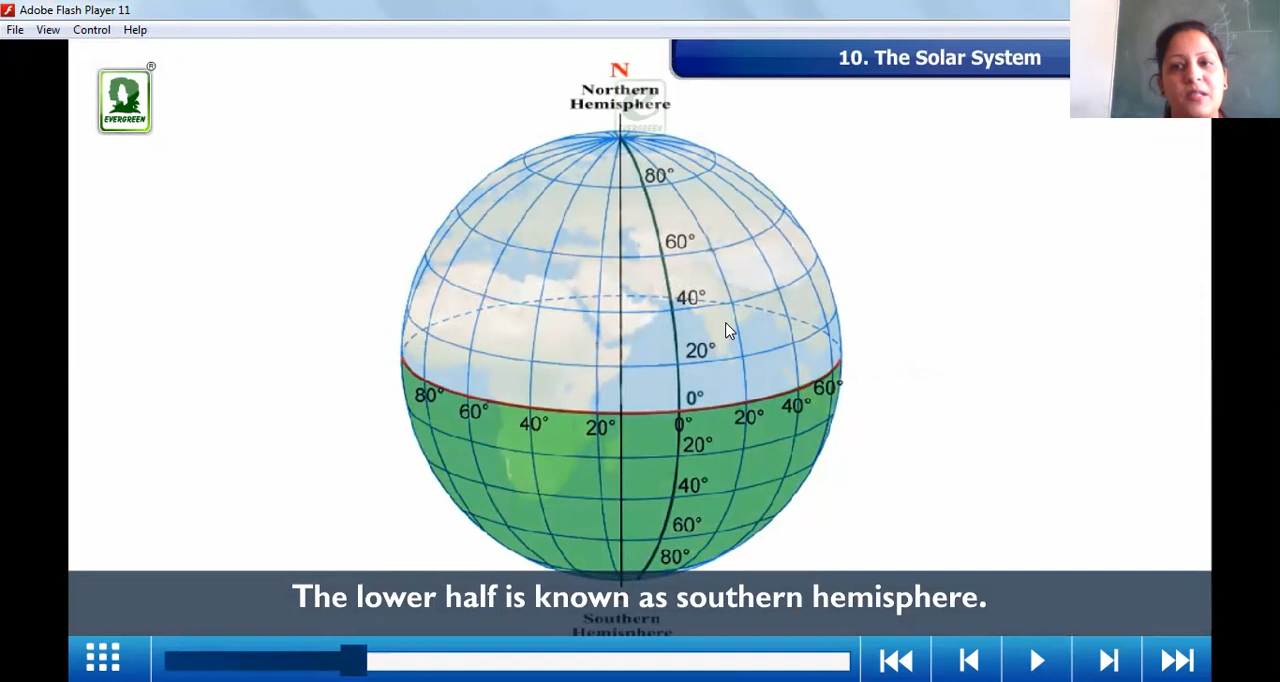 Adobe Flash Player 11
File View Control Help
10. The Solar System
®
EVERGREEN
N
Northern
Hemisphere
EVERGREEN
80°
60°
40°
20°
0°
80° 60° 40° 20° 0° 20° 40° 60°
20°
40°
60°
80°
The lower half is known as southern hemisphere.
Southern
Hemisphere